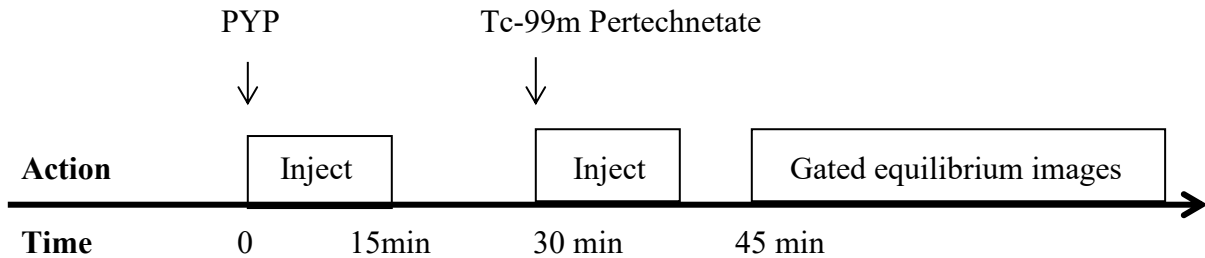 PYP Tc-99m Pertechnetate
Action Inject Inject Gated equilibrium images
Time 0 15min 30 min 45 min